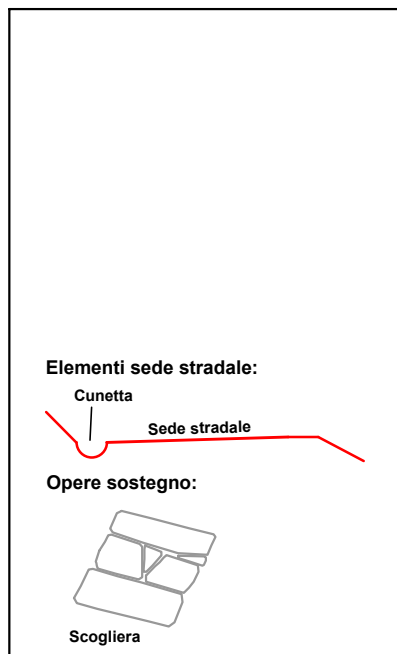 Elementi sede stradale:
Cunetta
Sede stradale
Opere sostegno:
Scogliera